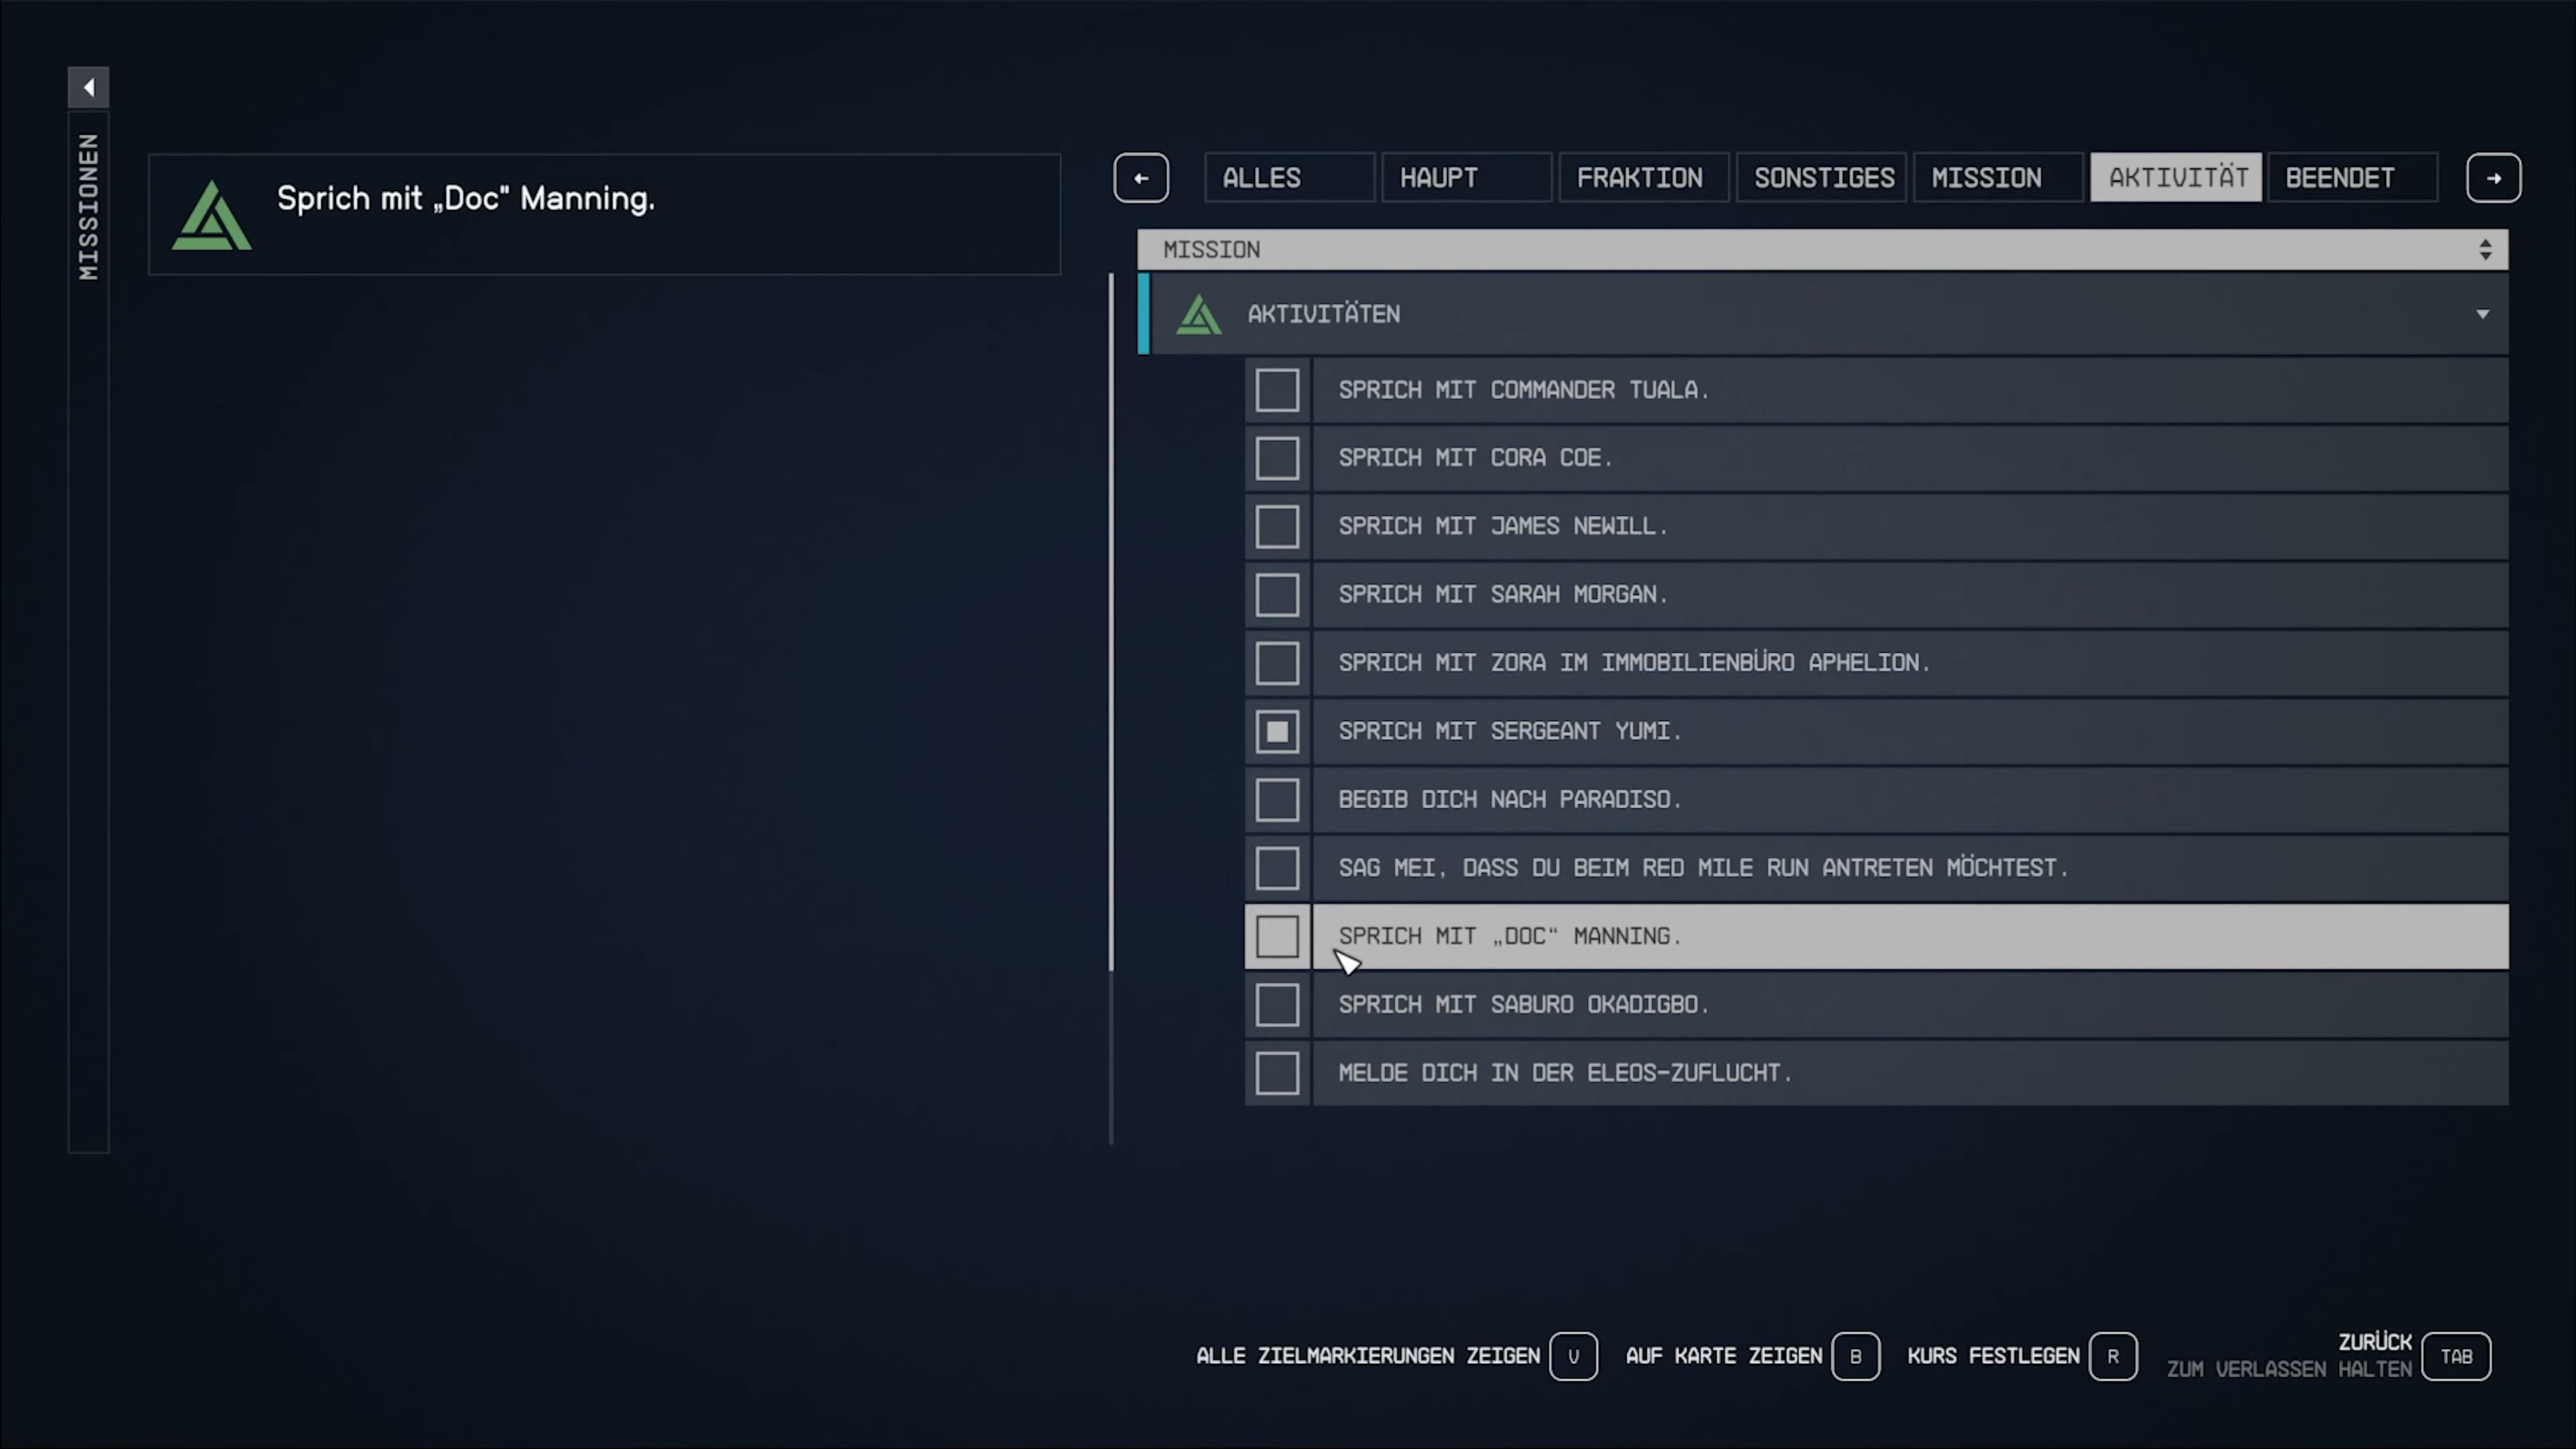 MISSIONEN
Sprich mit „Doc" Manning.
ALLES
HAUPT
FRAKTION
SONSTIGES
MISSION
AKTIVITÄT
BEENDET
MISSION
AKTIVITÄTEN
SPRICH MIT COMMANDER TUALA.
SPRICH MIT CORA COE.
SPRICH MIT JAMES NEWILL.
SPRICH MIT SARAH MORGAN.
SPRICH MIT ZORA IM IMMOBILIENBÜRO APHELION.
SPRICH MIT SERGEANT YUMI.
BEGIB DICH NACH PARADISO.
SAG MEI, DASS DU BEIM RED MILE RUN ANTRETEN MÖCHTEST.
SPRICH MIT „DOC“ MANNING.
SPRICH MIT SABURO OKADIGBO.
MELDE DICH IN DER ELEOS-ZUFLUCHT.
ALLE ZIELMARKIERUNGEN ZEIGEN V
AUF KARTE ZEIGEN B
KURS FESTLEGEN R
ZURÜCK
ZUM VERLASSEN HALTEN
TAB